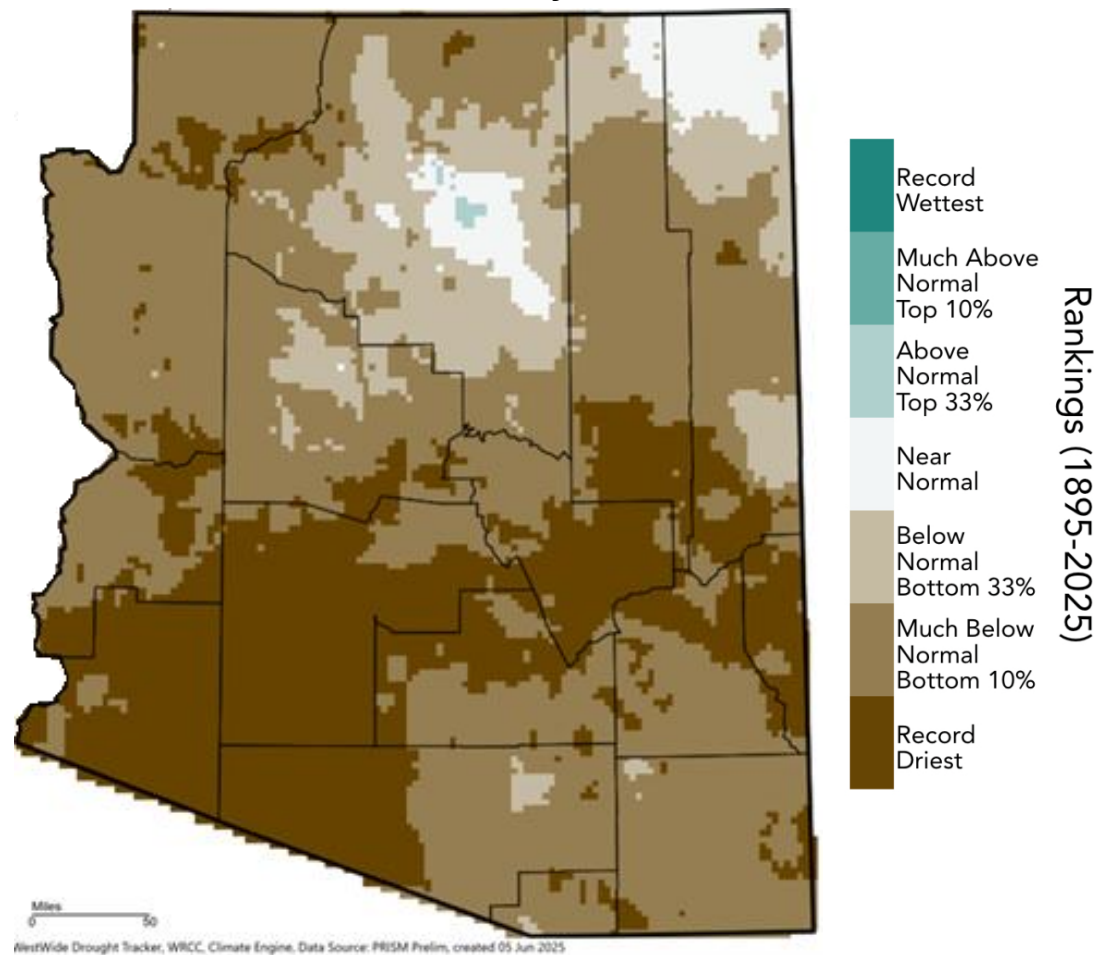 Record
Wettest
Much Above
Normal
Top 10%
Above
Normal
Top 33%
Near
Normal
Below
Normal
Bottom 33%
Much Below
Normal
Bottom 10%
Record
Driest
Rankings (1895-2025)
Miles
0 50
WestWide Drought Tracker, WRCC, Climate Engine, Data Source: PRISM Prelim, created 05 Jun 2025